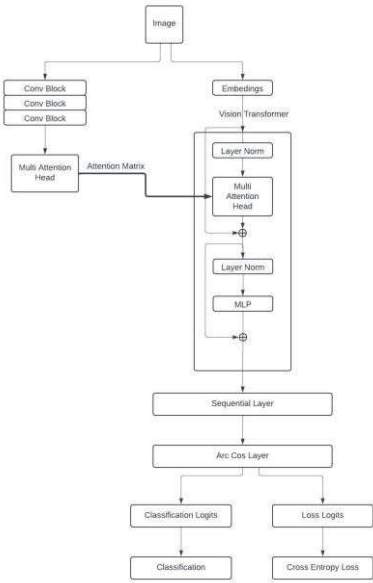 Image
Conv Block
Conv Block
Conv Block
Embedings
Vision Transformer
Layer Norm
Multi Attention
Head
Attention Matrix
Multi
Attention
Head
Layer Norm
MLP
Sequential Layer
Arc Cos Layer
Classification Logits
Loss Logits
Classification
Cross Entropy Loss